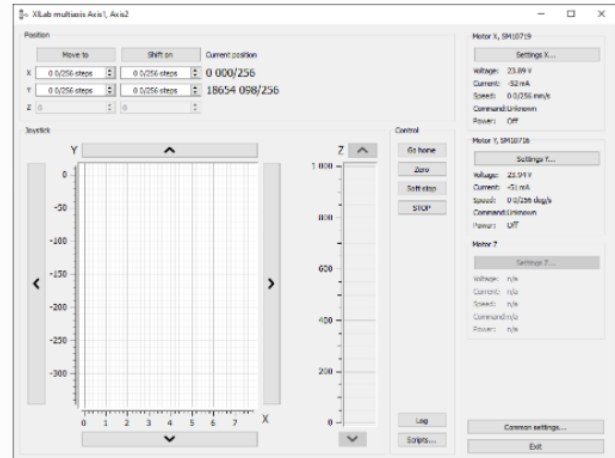 XILab multiaxis Axis1, Axis2
Position
Move to
Shift on
Current position
X
0 0/256 steps
0 0/256 steps
0 000/256
Y
0 0/256 steps
0 0/256 steps
18654 098/256
Z
0
0
Joystick
Y
0
-50
-100
-150
-200
-250
-300
0 1 2 3 4 5 6 7
X
Z
1 000
800
600
400
200
0
Control
Go home
Zero
Soft stop
STOP
Log
Scripts...
Motor X, SM10719
Settings X...
Voltage: 23.89 V
Current: -52 mA
Speed: 0 0/256 mm/s
Command:Unknown
Power: Off
Motor Y, SM10716
Settings Y...
Voltage: 23.94 V
Current: -51 mA
Speed: 0 0/256 deg/s
Command:Unknown
Power: Off
Motor Z
Settings Z...
Voltage: n/a
Current: n/a
Speed: n/a
Command:n/a
Power: n/a
Common settings...
Exit